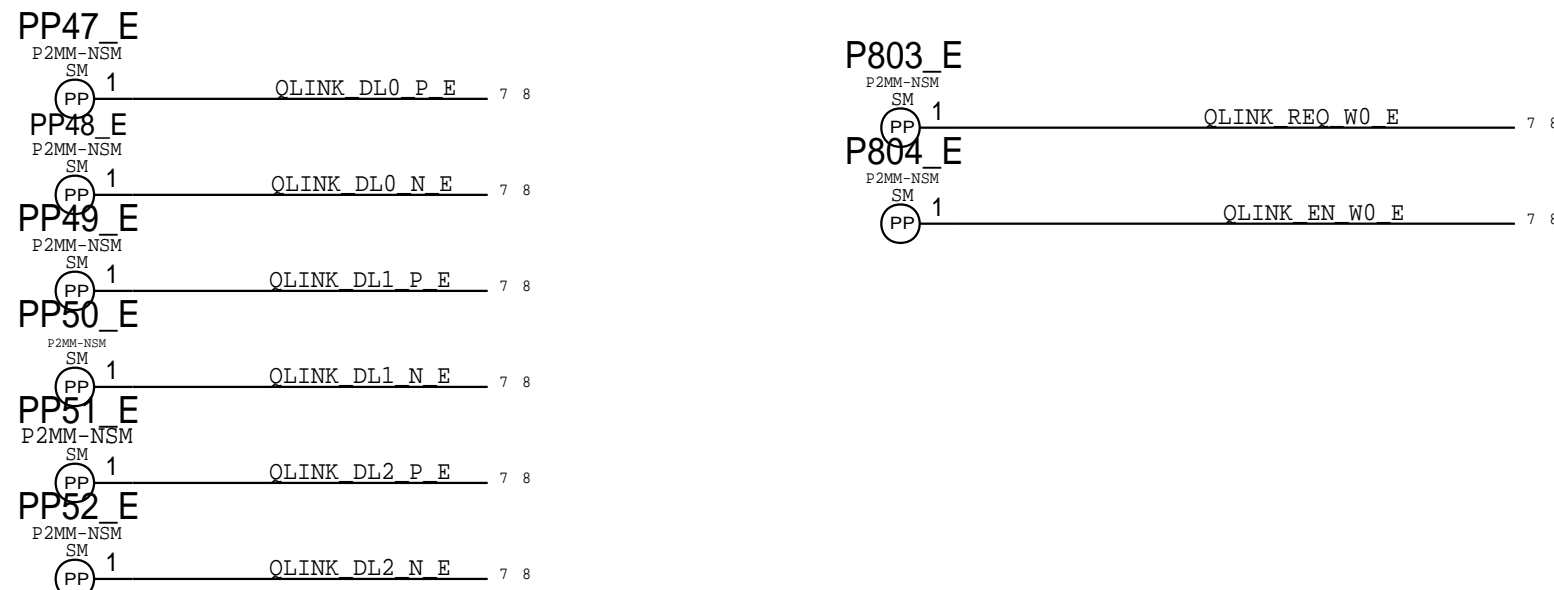 PP47_E
P2MM-NSM
SM
PP 1 QLINK_DL0_P_E 7 8
PP48_E
P2MM-NSM
SM
PP 1 QLINK_DL0_N_E 7 8
PP49_E
P2MM-NSM
SM
PP 1 QLINK_DL1_P_E 7 8
PP50_E
P2MM-NSM
SM
PP 1 QLINK_DL1_N_E 7 8
PP51_E
P2MM-NSM
SM
PP 1 QLINK_DL2_P_E 7 8
PP52_E
P2MM-NSM
SM
PP 1 QLINK_DL2_N_E 7 8
P803_E
P2MM-NSM
SM
PP 1 QLINK_REQ_W0_E 7 8
P804_E
P2MM-NSM
SM
PP 1 QLINK_EN_W0_E 7 8